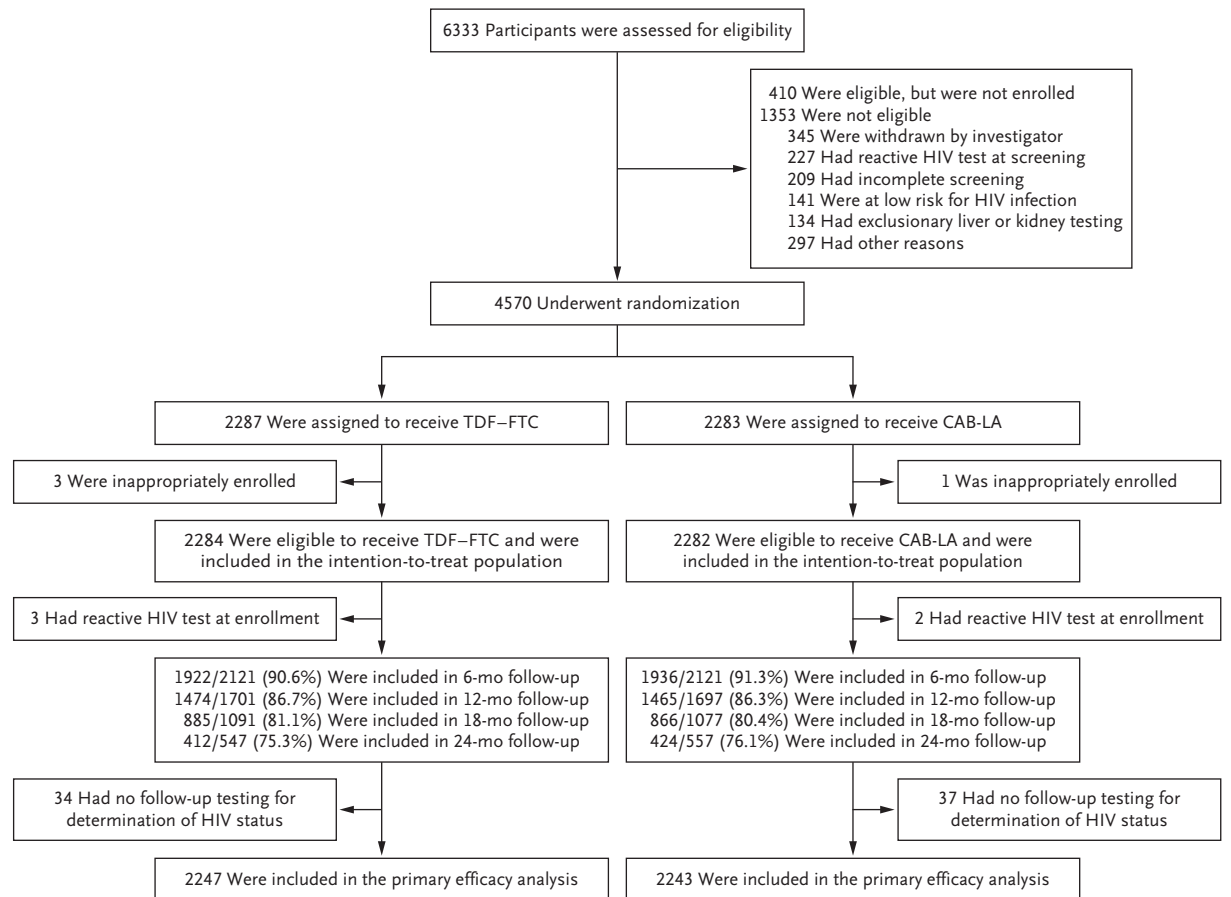 6333 Participants were assessed for eligibility
410 Were eligible, but were not enrolled
1353 Were not eligible
345 Were withdrawn by investigator
227 Had reactive HIV test at screening
209 Had incomplete screening
141 Were at low risk for HIV infection
134 Had exclusionary liver or kidney testing
297 Had other reasons
4570 Underwent randomization
2287 Were assigned to receive TDF–FTC
2283 Were assigned to receive CAB-LA
3 Were inappropriately enrolled
1 Was inappropriately enrolled
2284 Were eligible to receive TDF–FTC and were
included in the intention-to-treat population
2282 Were eligible to receive CAB-LA and were
included in the intention-to-treat population
3 Had reactive HIV test at enrollment
2 Had reactive HIV test at enrollment
1922/2121 (90.6%) Were included in 6-mo follow-up
1474/1701 (86.7%) Were included in 12-mo follow-up
885/1091 (81.1%) Were included in 18-mo follow-up
412/547 (75.3%) Were included in 24-mo follow-up
1936/2121 (91.3%) Were included in 6-mo follow-up
1465/1697 (86.3%) Were included in 12-mo follow-up
866/1077 (80.4%) Were included in 18-mo follow-up
424/557 (76.1%) Were included in 24-mo follow-up
34 Had no follow-up testing for
determination of HIV status
37 Had no follow-up testing for
determination of HIV status
2247 Were included in the primary efficacy analysis
2243 Were included in the primary efficacy analysis